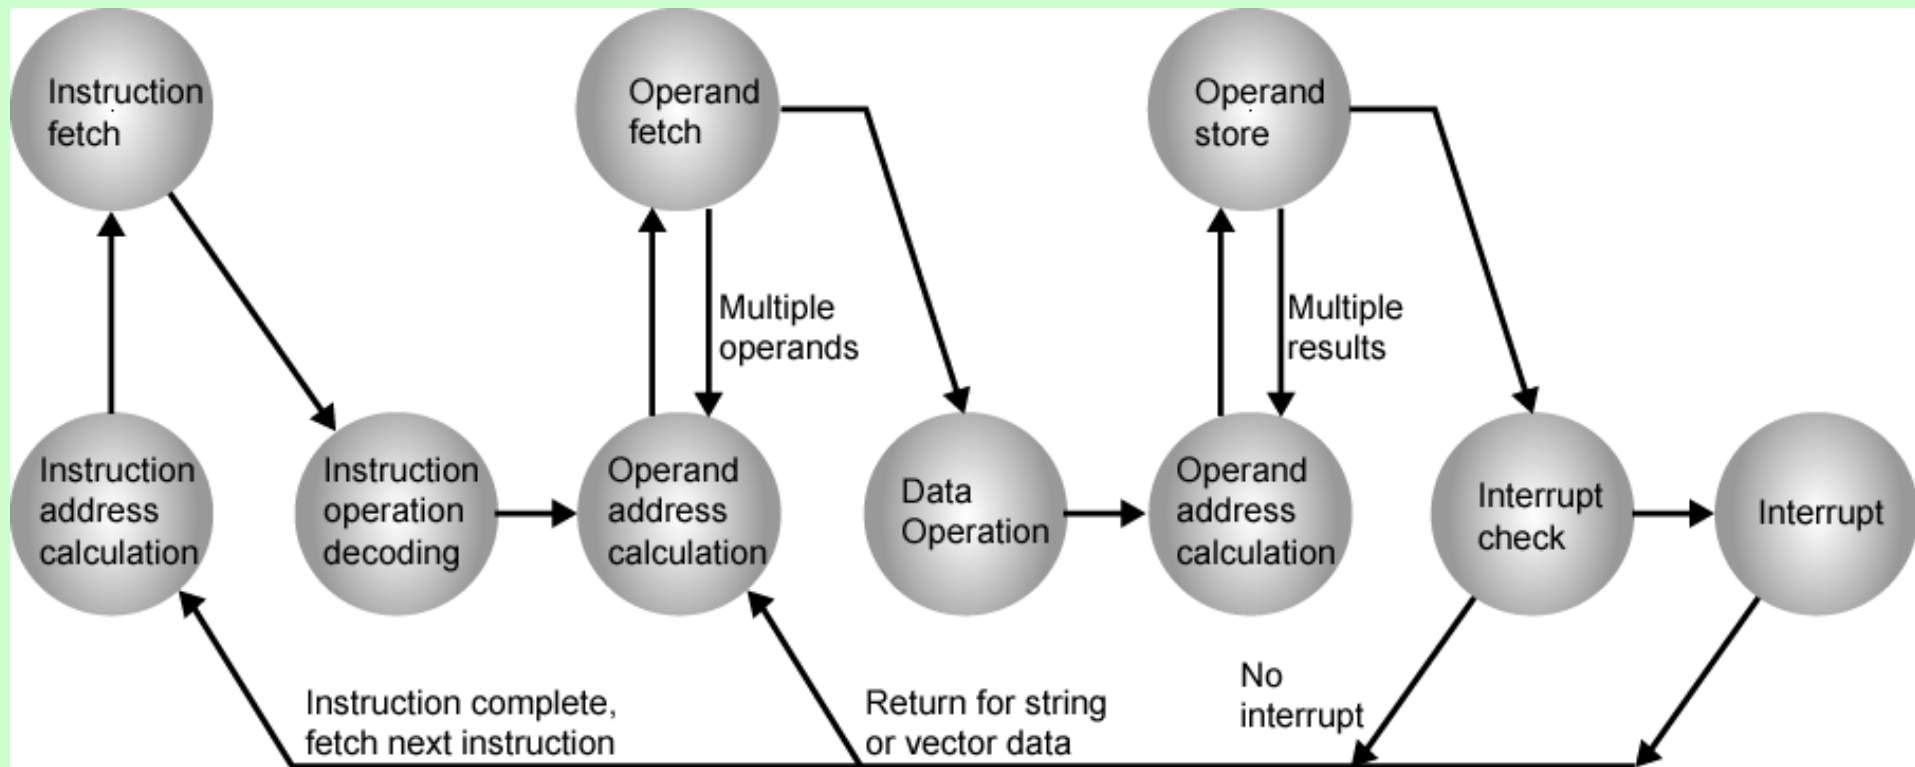 Instruction
fetch
Operand
fetch
Operand
store
Multiple
operands
Multiple
results
Instruction
address
calculation
Instruction
operation
decoding
Operand
address
calculation
Data
Operation
Operand
address
calculation
Interrupt
check
Interrupt
Instruction complete,
fetch next instruction
Return for string
or vector data
No
interrupt